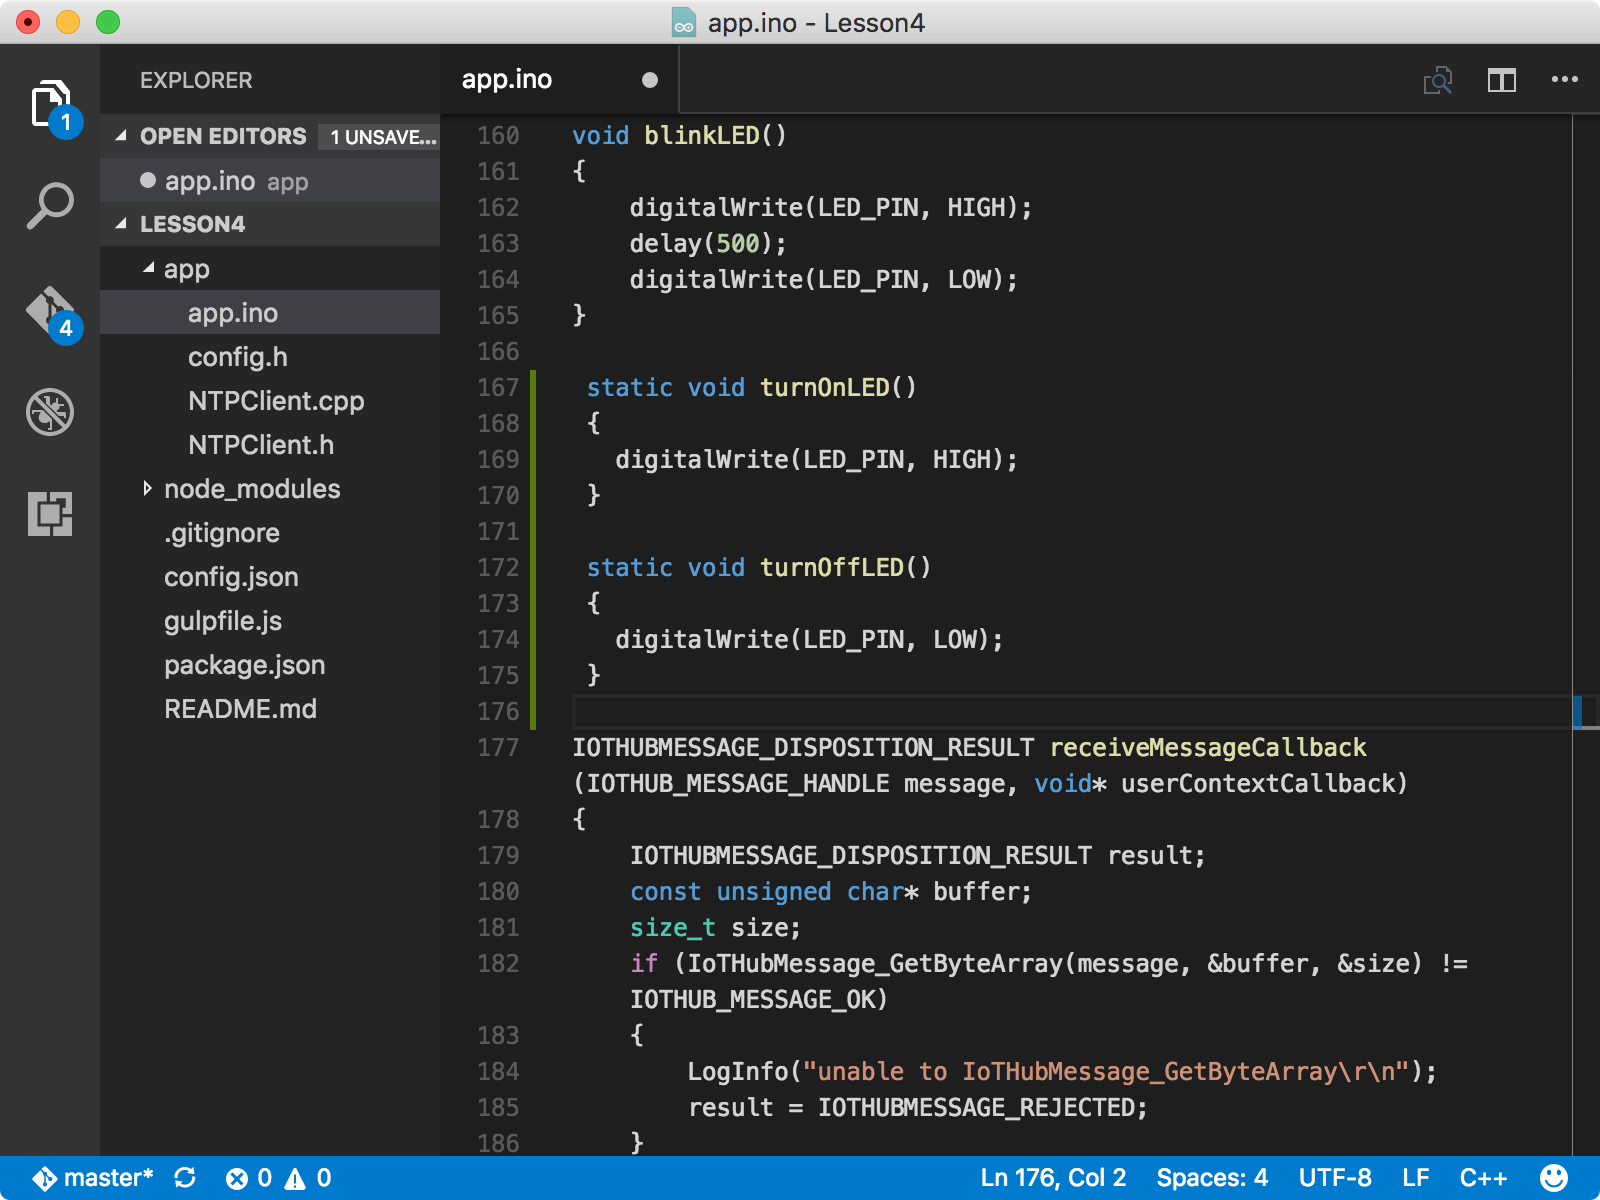 app.ino - Lesson4
EXPLORER
1
OPEN EDITORS 1 UNSAVE...
app.ino app
LESSON4
app
app.ino
4
config.h
NTPClient.cpp
NTPClient.h
node_modules
.gitignore
config.json
gulpfile.js
package.json
README.md
app.ino
160 void blinkLED()
161 {
162 digitalWrite(LED_PIN, HIGH);
163 delay(500);
164 digitalWrite(LED_PIN, LOW);
165 }
166
167 static void turnOnLED()
168 {
169 digitalWrite(LED_PIN, HIGH);
170 }
171
172 static void turnOffLED()
173 {
174 digitalWrite(LED_PIN, LOW);
175 }
176
177 IOTHUBMESSAGE_DISPOSITION_RESULT receiveMessageCallback
(IOTHUB_MESSAGE_HANDLE message, void* userContextCallback)
178 {
179 IOTHUBMESSAGE_DISPOSITION_RESULT result;
180 const unsigned char* buffer;
181 size_t size;
182 if (IoTHubMessage_GetByteArray(message, &buffer, &size) !=
IOTHUB_MESSAGE_OK)
183 {
184 LogInfo("unable to IoTHubMessage_GetByteArray\r\n");
185 result = IOTHUBMESSAGE_REJECTED;
186 }
master* 0 0 Ln 176, Col 2 Spaces: 4 UTF-8 LF C++